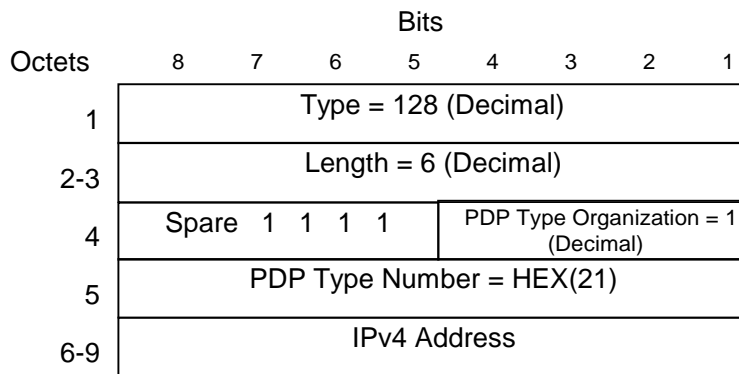 Bits
Octets 8 7 6 5 4 3 2 1
1 Type = 128 (Decimal)
2-3 Length = 6 (Decimal)
4 Spare 1 1 1 1 PDP Type Organization = 1
(Decimal)
5 PDP Type Number = HEX(21)
6-9 IPv4 Address